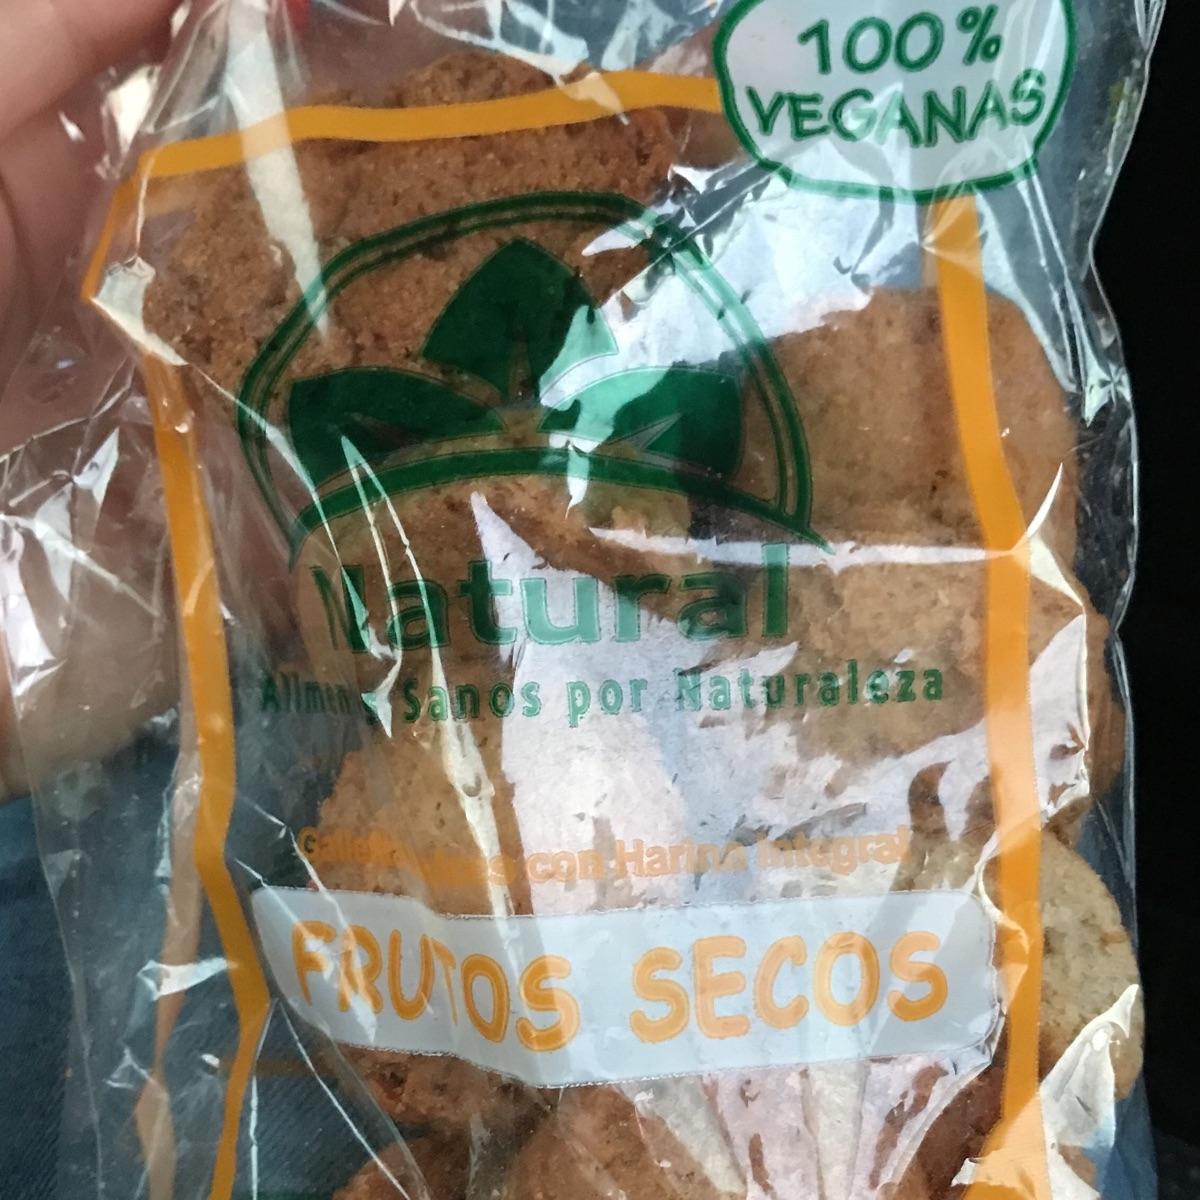 100%
VEGANAS
Natural
Sanos por Naturaleza
con Harina Integral
FRUTOS SECOS